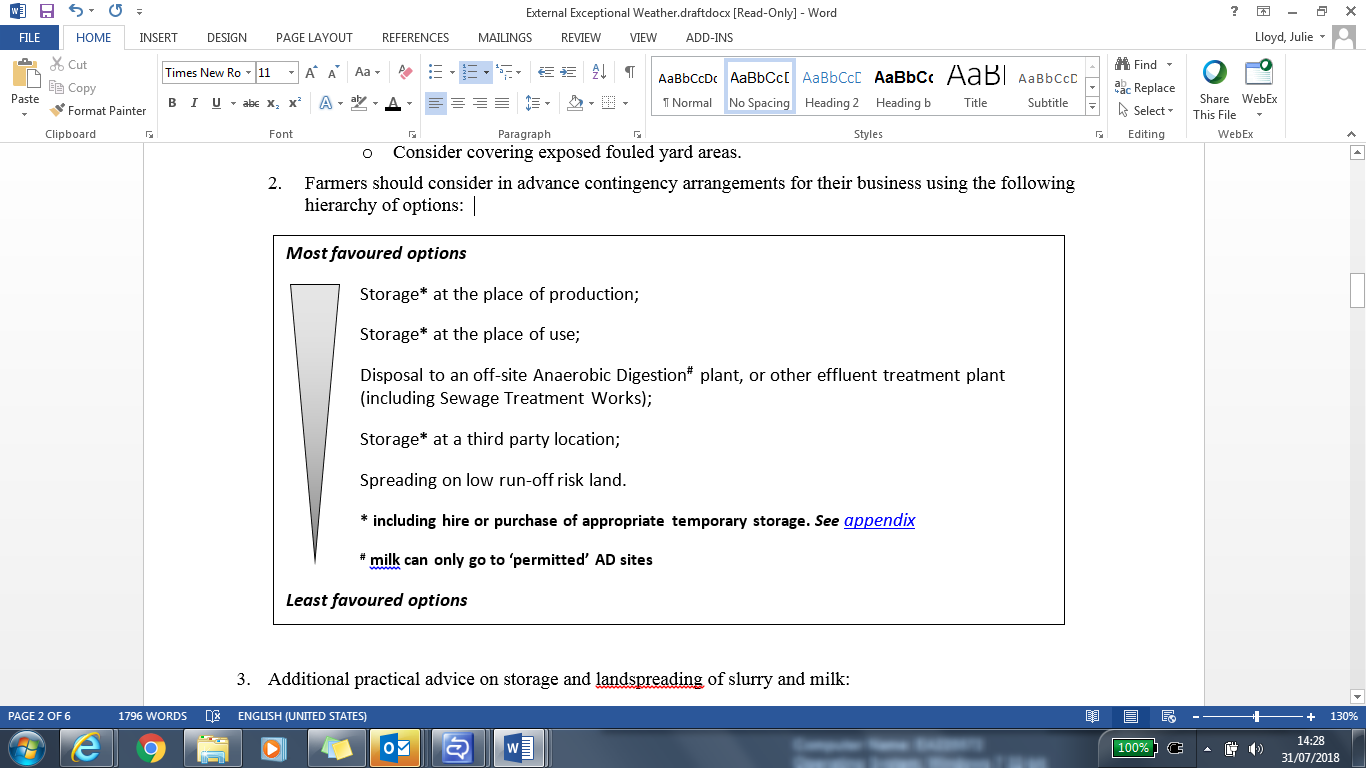 External Exceptional Weather.draftdocx [Read-Only] - Word
FILE HOME INSERT DESIGN PAGE LAYOUT REFERENCES MAILINGS REVIEW VIEW ADD-INS Lloyd, Julie
Cut
Copy
Format Painter
Paste
Clipboard
Times New Ro 11
Font
Paragraph
AaBbCcDc AaBbCcD AaBbCcD AaBbCc AaB AaBbCcD
¶ Normal No Spacing Heading 2 Heading b Title Subtitle
Styles
Find
Replace
Select
Editing
Share This File
WebEx
WebEx
o Consider covering exposed fouled yard areas.
2. Farmers should consider in advance contingency arrangements for their business using the following
hierarchy of options:
Most favoured options
Storage* at the place of production;
Storage* at the place of use;
Disposal to an off-site Anaerobic Digestion# plant, or other effluent treatment plant
(including Sewage Treatment Works);
Storage* at a third party location;
Spreading on low run-off risk land.
* including hire or purchase of appropriate temporary storage. See appendix
# milk can only go to ‘permitted’ AD sites
Least favoured options
3. Additional practical advice on storage and landspreading of slurry and milk:
PAGE 2 OF 6 1796 WORDS ENGLISH (UNITED STATES) 130%
100% 14:28
31/07/2018